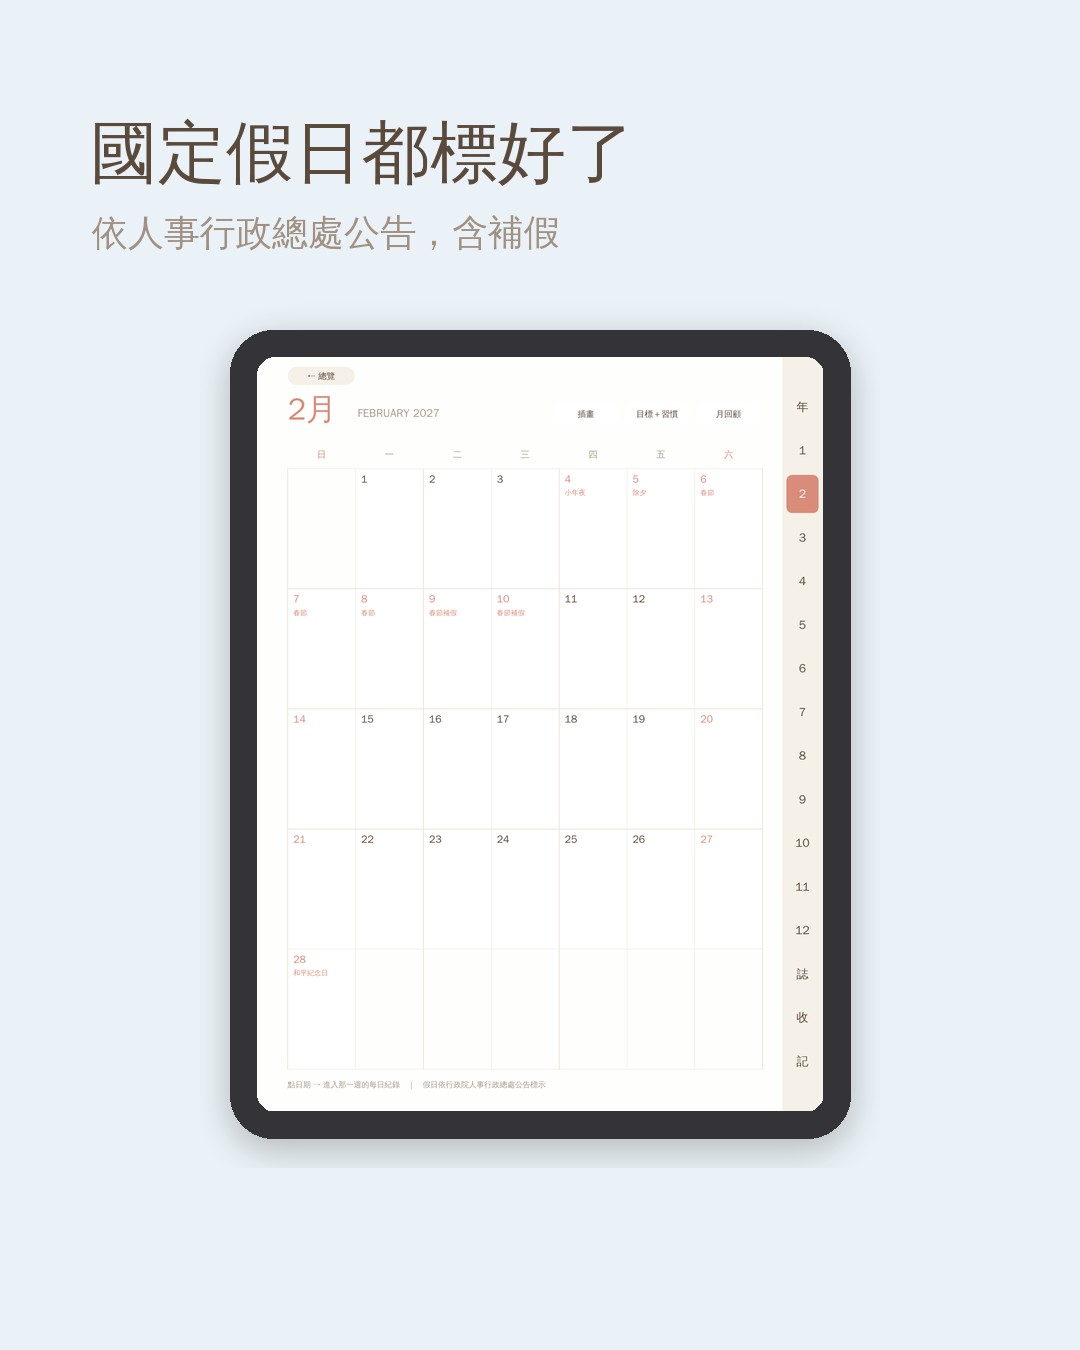 國定假日都標好了
依人事行政總處公告，含補假
← 總覽
2月 FEBRUARY 2027 插畫 目標+習慣 月回顧
日 一 二 三 四 五 六
1 2 3 4 5 6
小年夜 除夕 春節
7 8 9 10 11 12 13
春節 春節 春節補假 春節補假
14 15 16 17 18 19 20
21 22 23 24 25 26 27
28
和平紀念日
點日期 → 進入那一週的每日紀錄 | 假日依行政院人事行政總處公告標示
年
1
2
3
4
5
6
7
8
9
10
11
12
誌
收
記